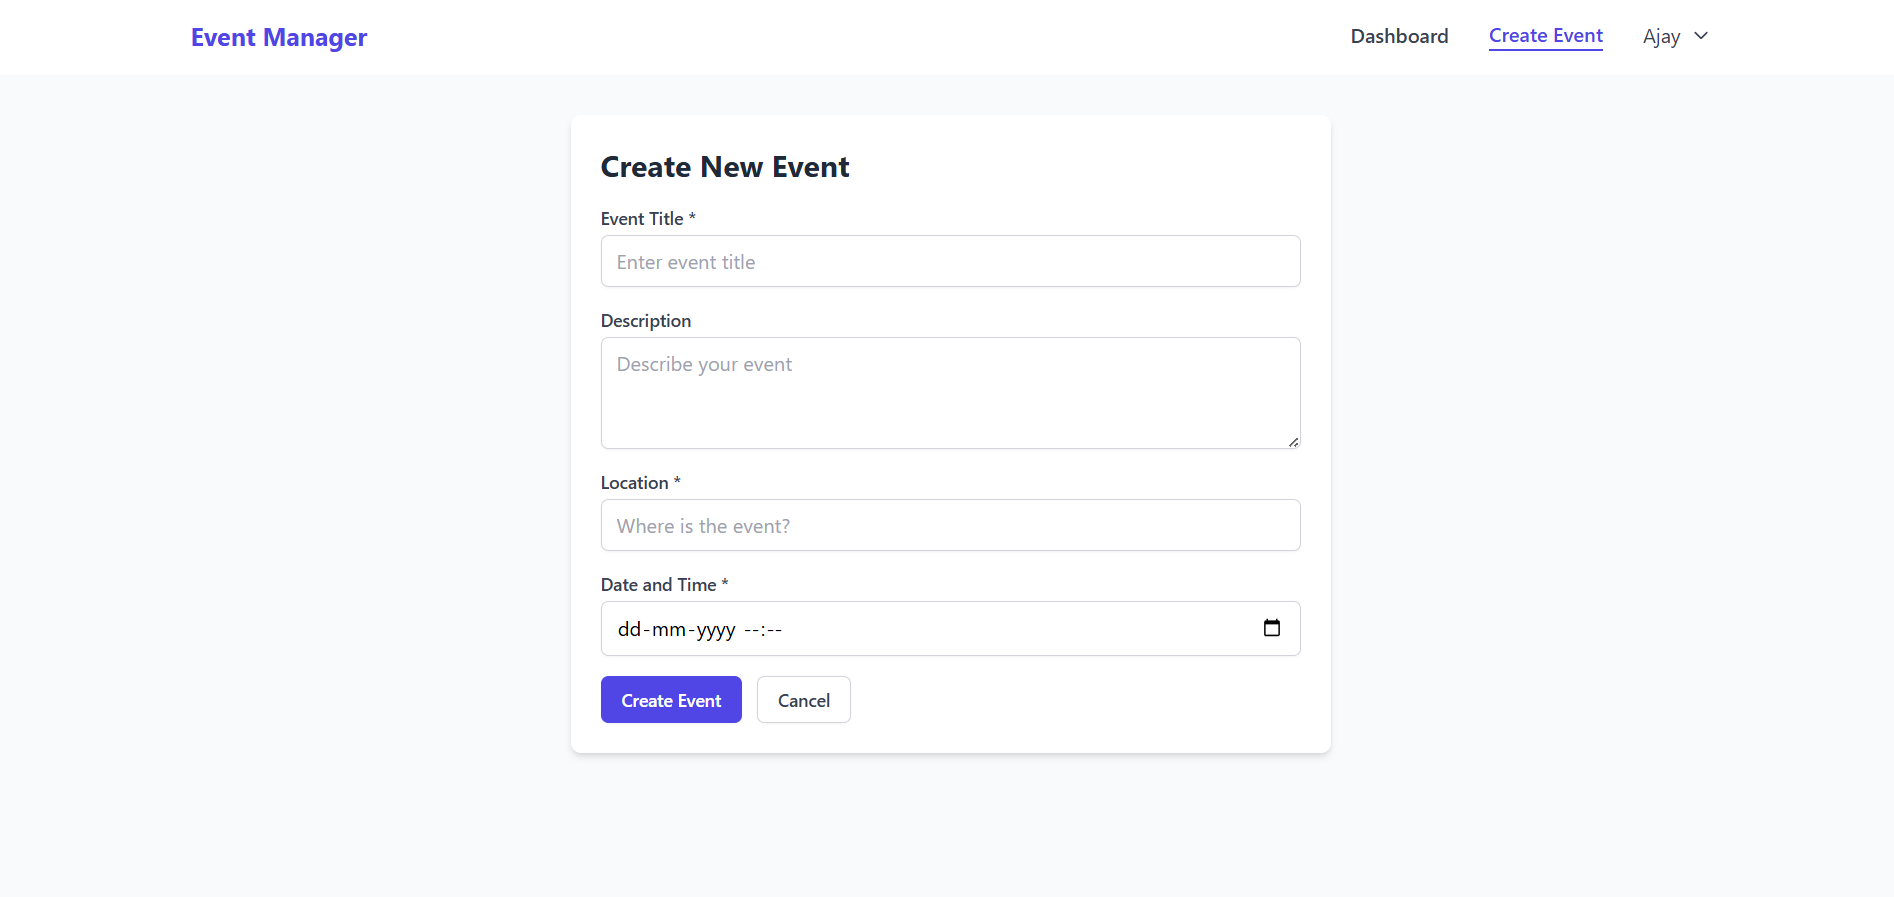 Event Manager
Dashboard
Create Event
Ajay
Create New Event
Event Title *
Enter event title
Description
Describe your event
Location *
Where is the event?
Date and Time *
dd-mm-yyyy --:--
Create Event
Cancel